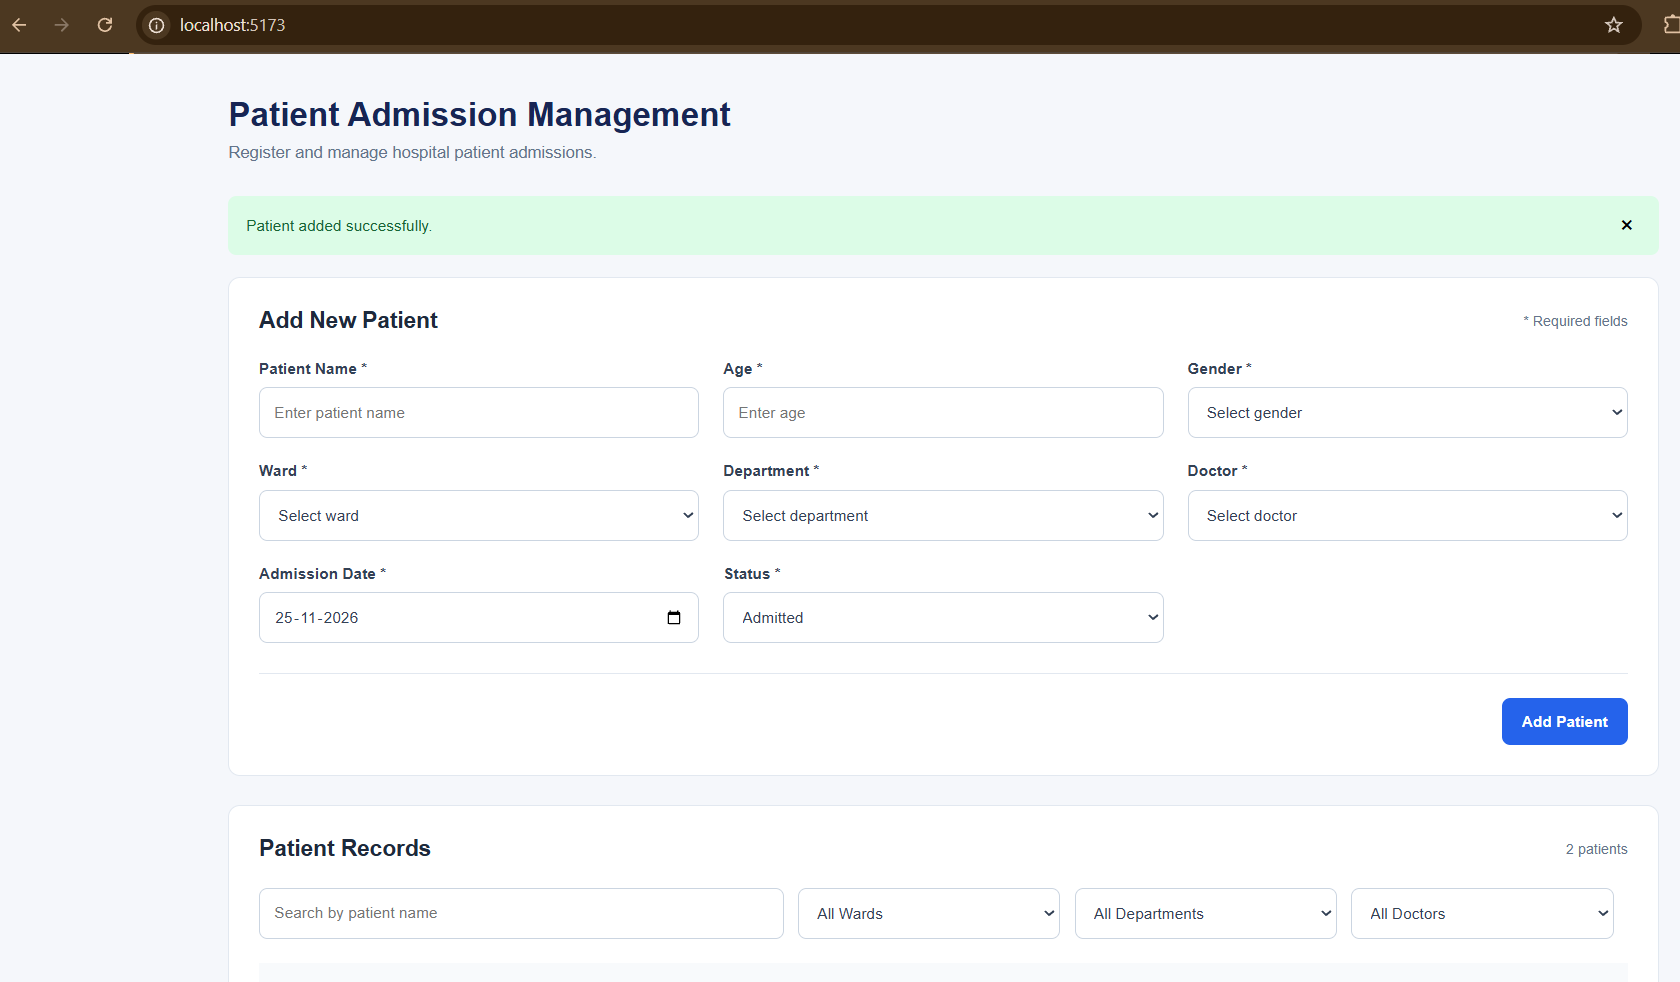 localhost:5173
Patient Admission Management
Register and manage hospital patient admissions.
Patient added successfully. ×
Add New Patient * Required fields
Patient Name * Age * Gender *
Enter patient name Enter age Select gender
Ward * Department * Doctor *
Select ward Select department Select doctor
Admission Date * Status *
25-11-2026 Admitted
Add Patient
Patient Records 2 patients
Search by patient name All Wards All Departments All Doctors